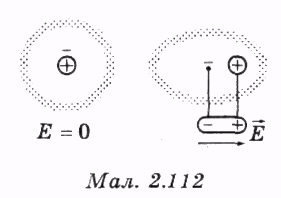 − + − +
E = 0 − + E⃗
Мал. 2.112